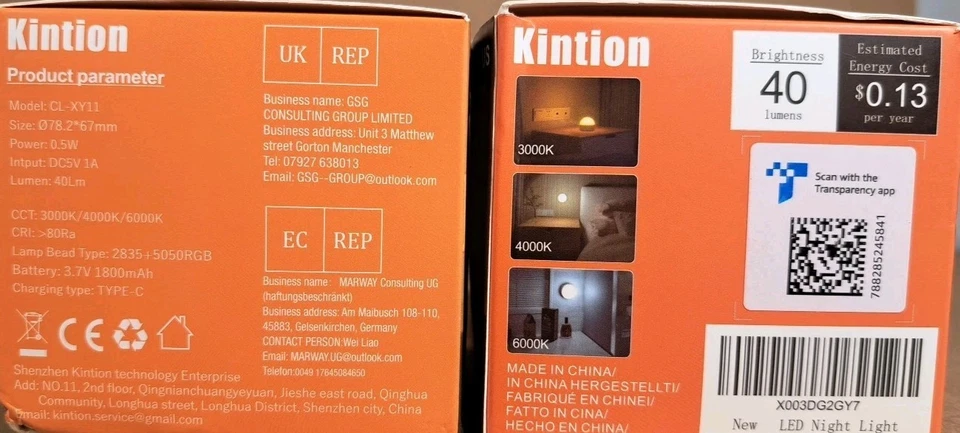 Kintion
Product parameter
Model: CL-XY11
Size: Ø78.2*67mm
Power: 0.5W
Intput: DC5V 1A
Lumen: 40Lm
CCT: 3000K/4000K/6000K
CRI: >80Ra
Lamp Bead Type: 2835+5050RGB
Battery: 3.7V 1800mAh
Charging type: TYPE-C
CE
Shenzhen Kintion technology Enterprise
Add: NO.11, 2nd floor, Qingnianchuangyeyuan, Jieshe east road, Qinghua
Community, Longhua street, Longhua District, Shenzhen city, China
Email: kintion.service@gmail.com
UK REP
Business name: GSG
CONSULTING GROUP LIMITED
Business address: Unit 3 Matthew
street Gorton Manchester
Tel: 07927 638013
Email: GSG--GROUP@outlook.com
EC REP
Business name: MARWAY Consulting UG
(haftungsbeschränkt)
Business address: Am Maibusch 108-110,
45883, Gelsenkirchen, Germany
CONTACT PERSON:Wei Liao
Email: MARWAY.UG@outlook.com
Telefon:0049 17645084650
Kintion
3000K
4000K
6000K
MADE IN CHINA/
IN CHINA HERGESTELLTI/
FABRIQUÉ EN CHINEI/
FATTO IN CINA/
HECHO EN CHINA/
Brightness
40
lumens
Estimated
Energy Cost
$0.13
per year
Scan with the
Transparency app
788285245841
X003DG2GY7
New LED Night Light